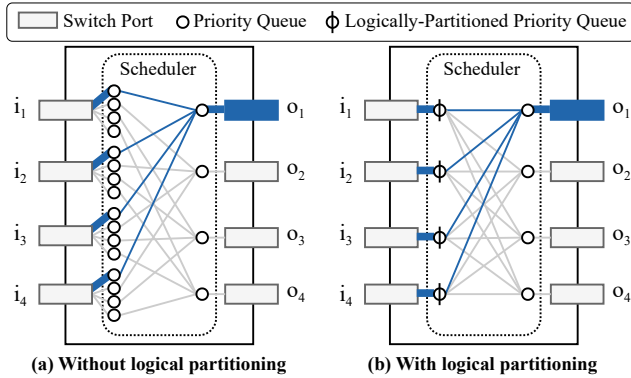 Switch Port Priority Queue Logically-Partitioned Priority Queue
Scheduler Scheduler
i1 o1 i1 o1
i2 o2 i2 o2
i3 o3 i3 o3
i4 o4 i4 o4
(a) Without logical partitioning (b) With logical partitioning